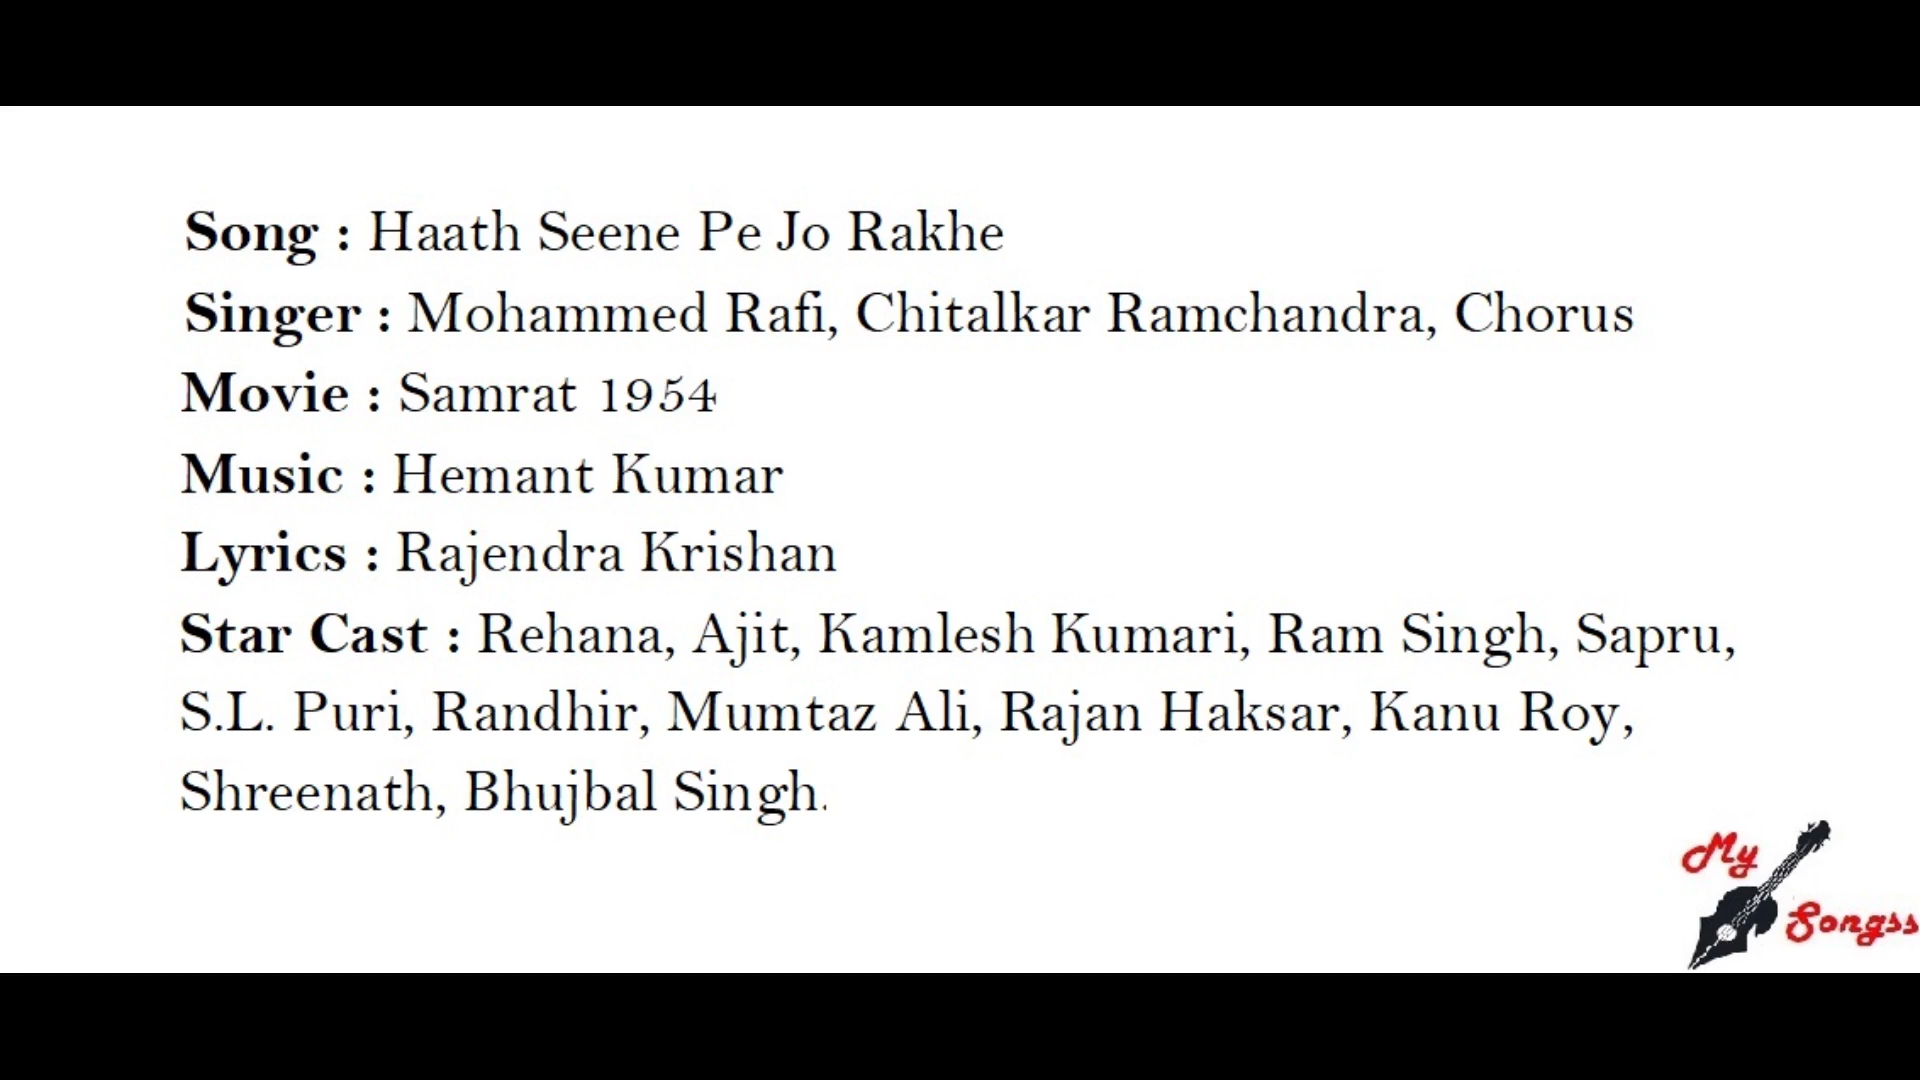 Song : Haath Seene Pe Jo Rakhe
Singer : Mohammed Rafi, Chitalkar Ramchandra, Chorus
Movie : Samrat 1954
Music : Hemant Kumar
Lyrics : Rajendra Krishan
Star Cast : Rehana, Ajit, Kamlesh Kumari, Ram Singh, Sapru,
S.L. Puri, Randhir, Mumtaz Ali, Rajan Haksar, Kanu Roy,
Shreenath, Bhujbal Singh.
My
Songss